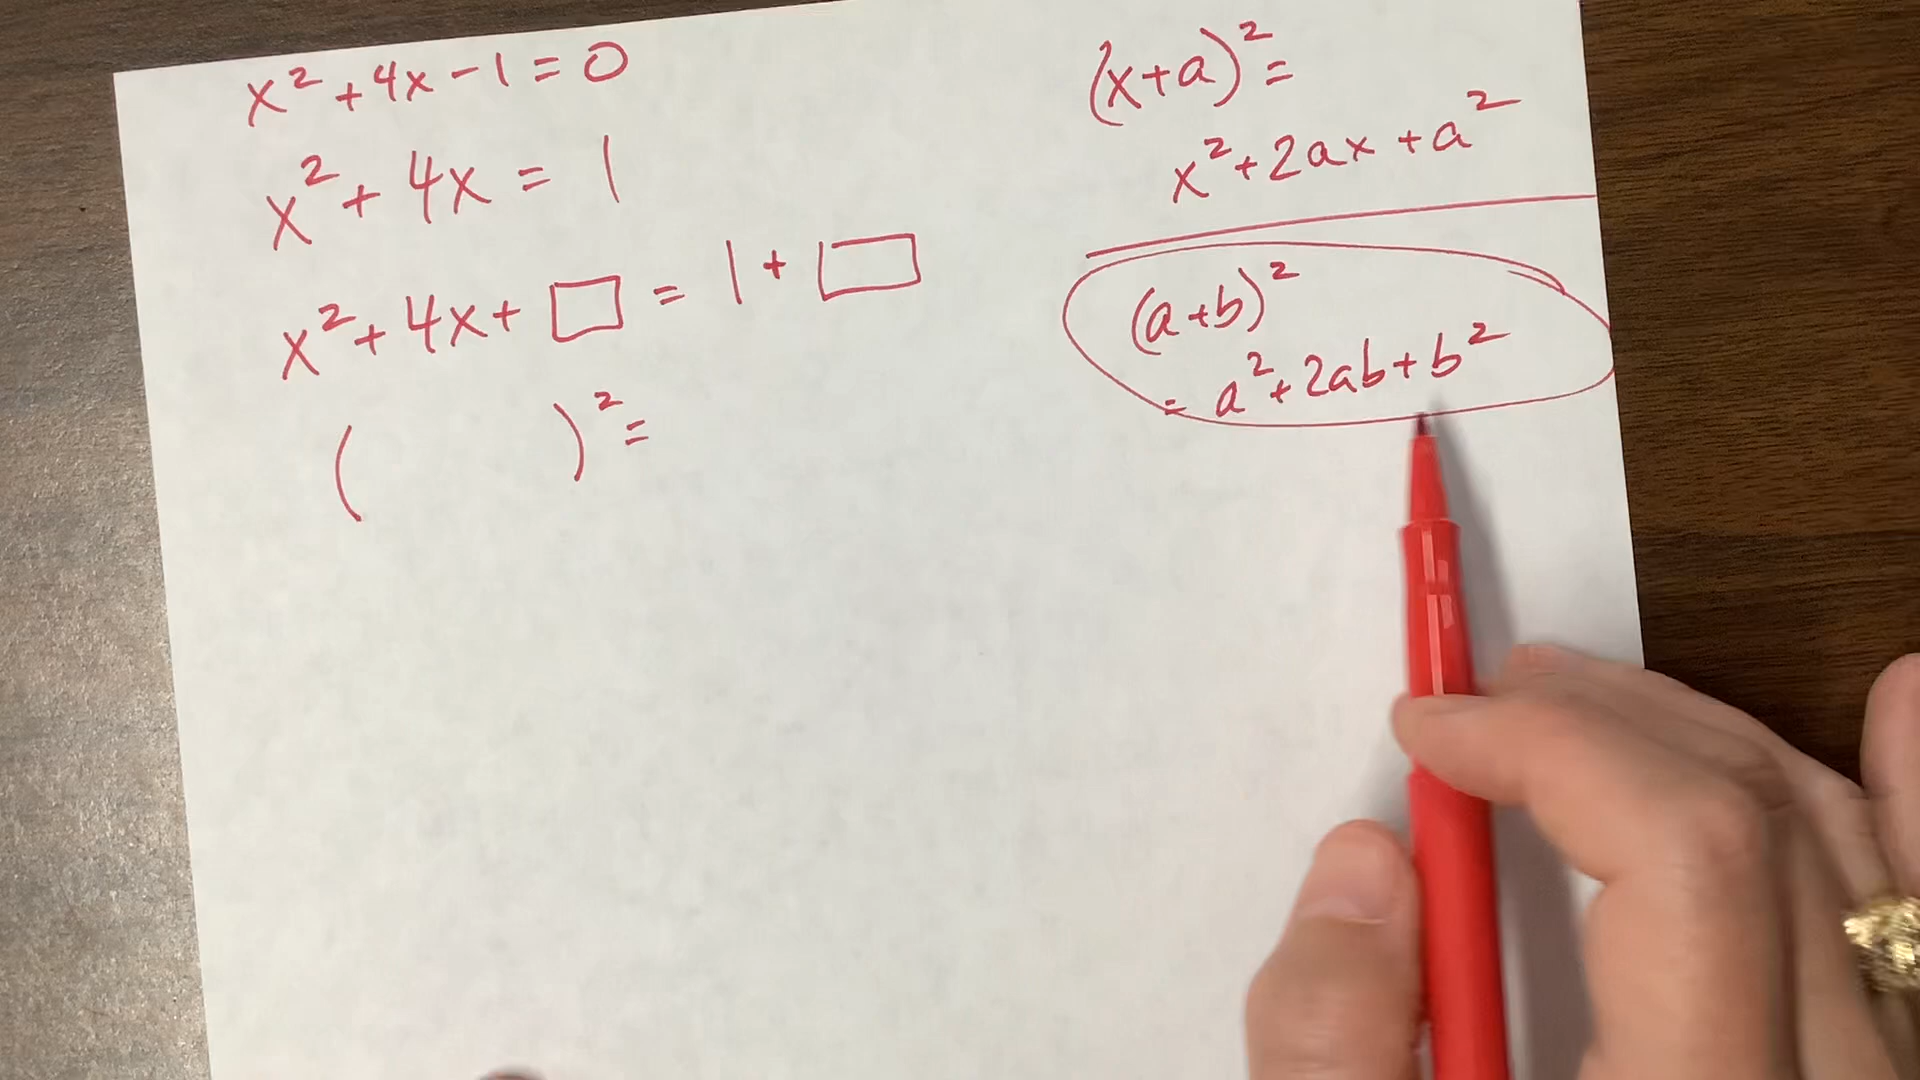 x² + 4x - 1 = 0
x² + 4x = 1
x² + 4x + □ = 1 + □
(      )² =
(x + a)² =
x² + 2ax + a²
(a + b)²
= a² + 2ab + b²